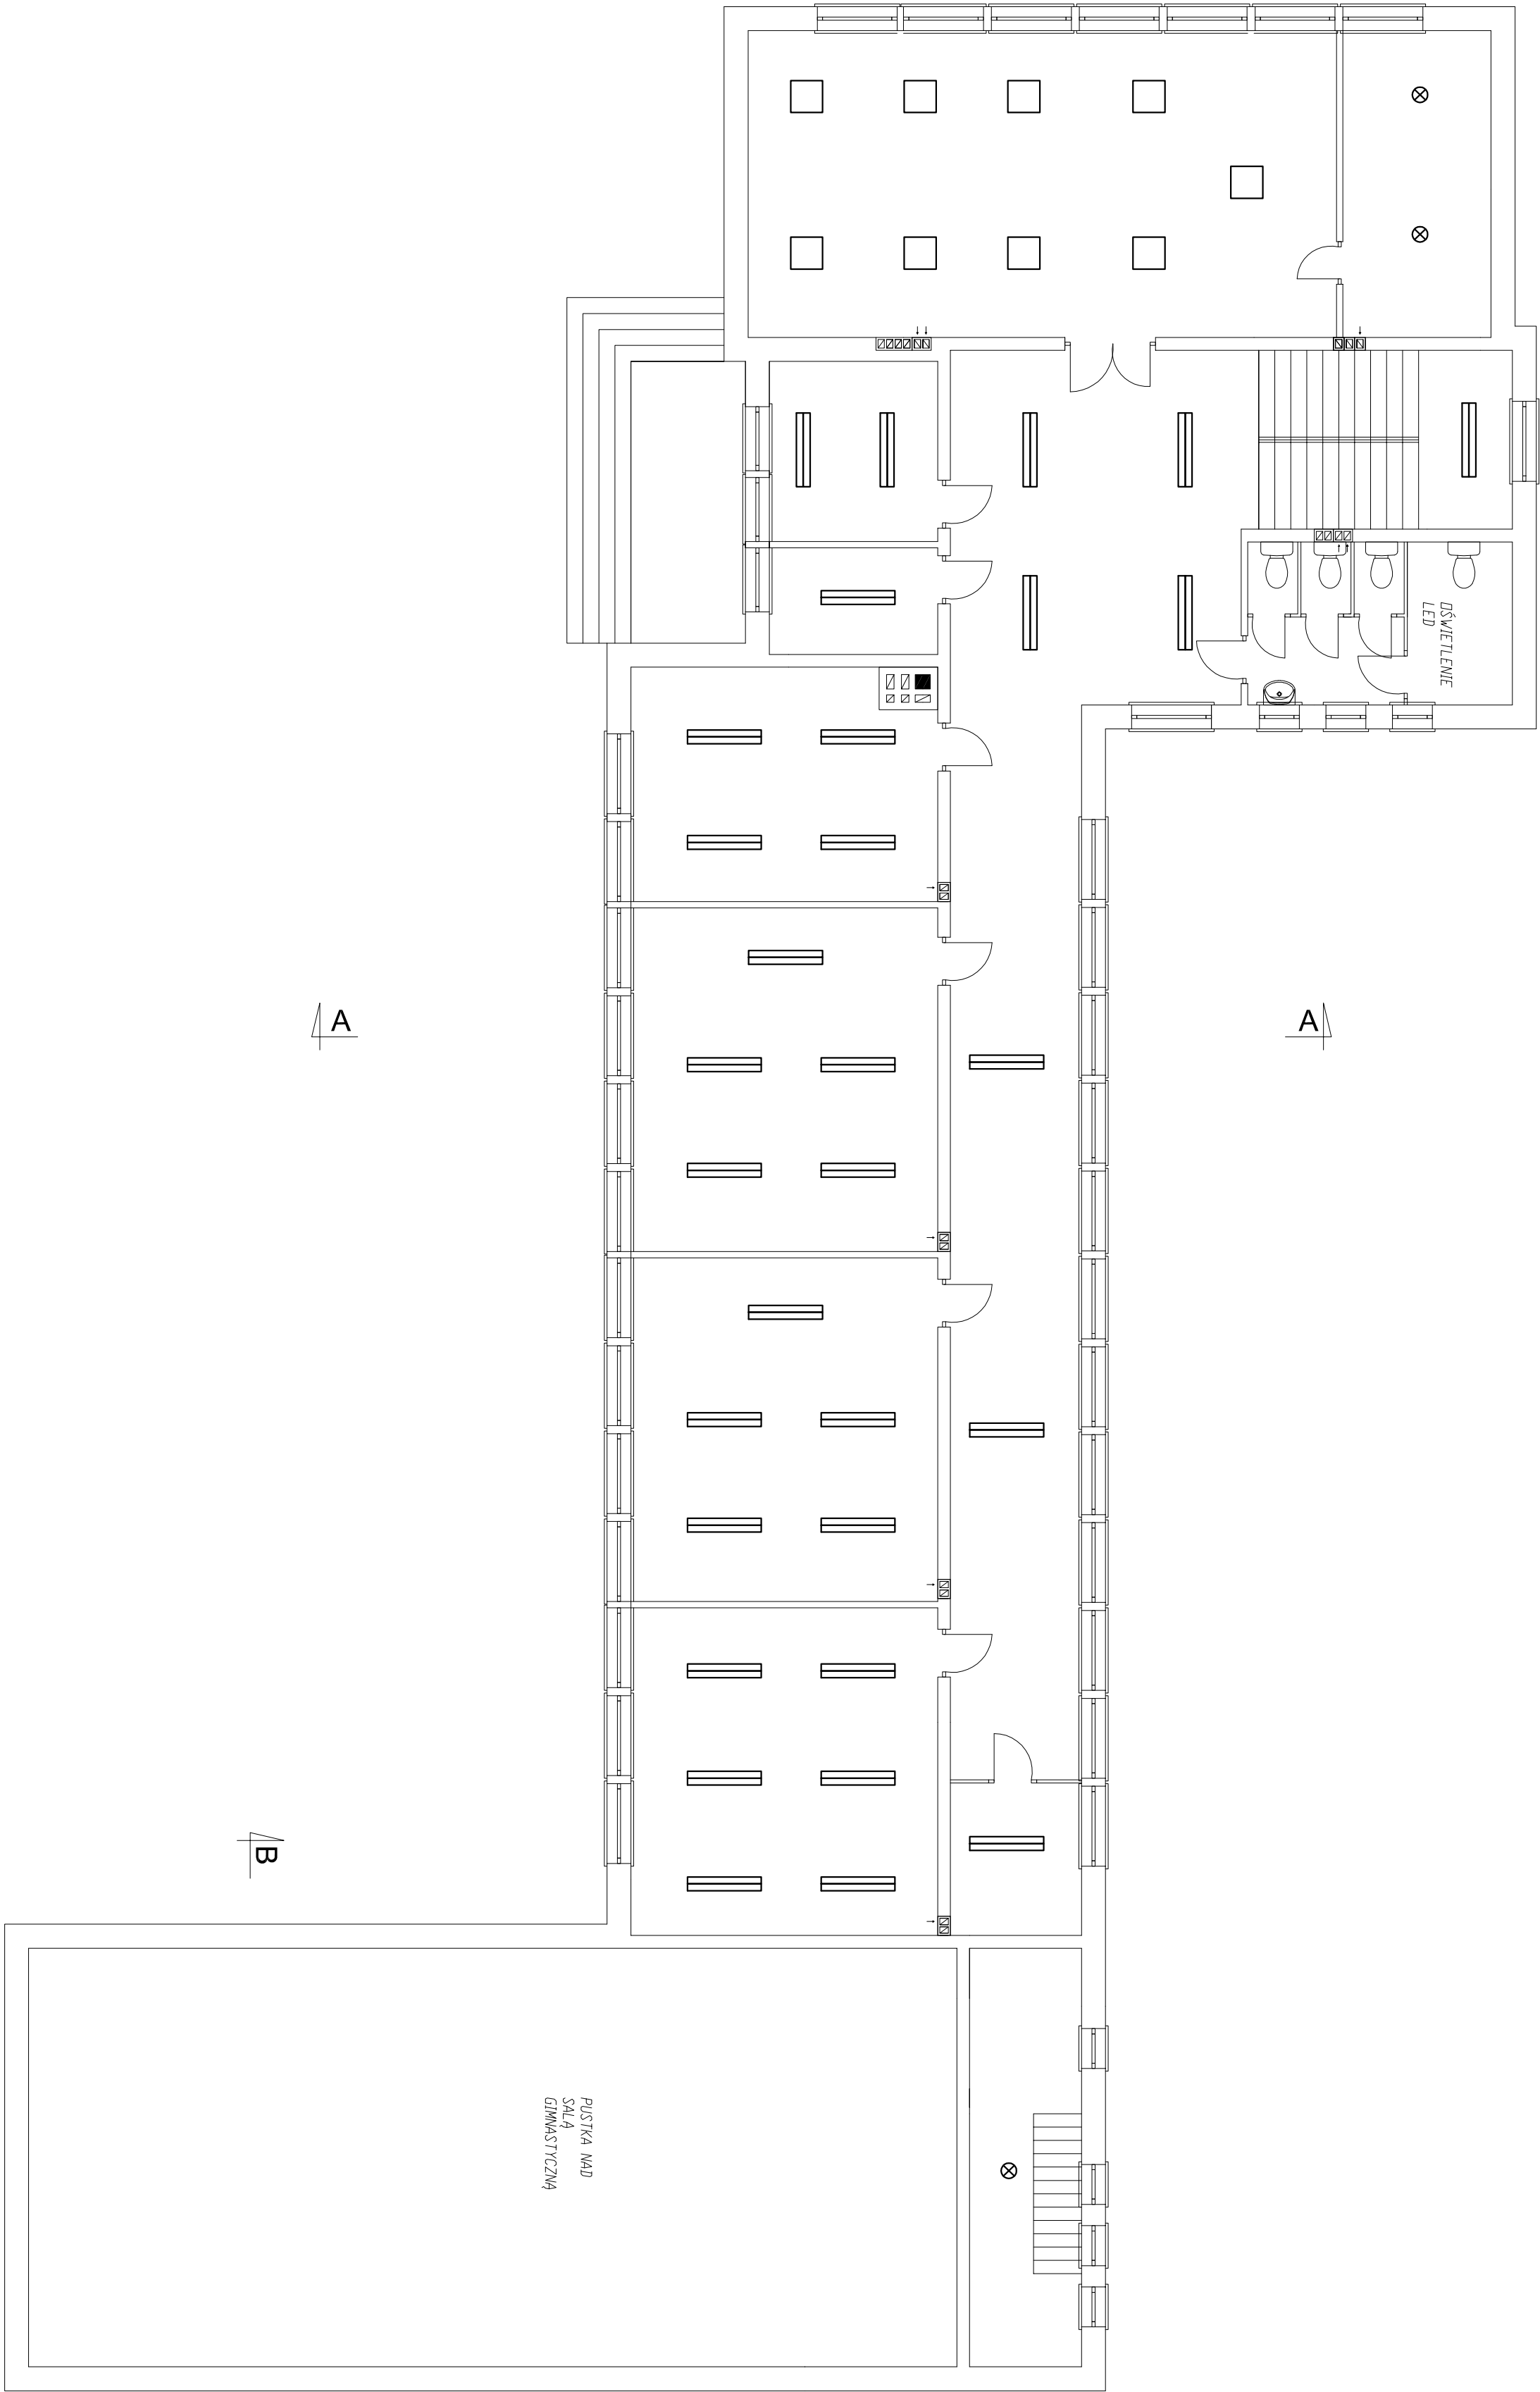 OŚWIETLENIE
LED
A
A
B
PUSTKA NAD
SALĄ
GIMNASTYCZNĄ